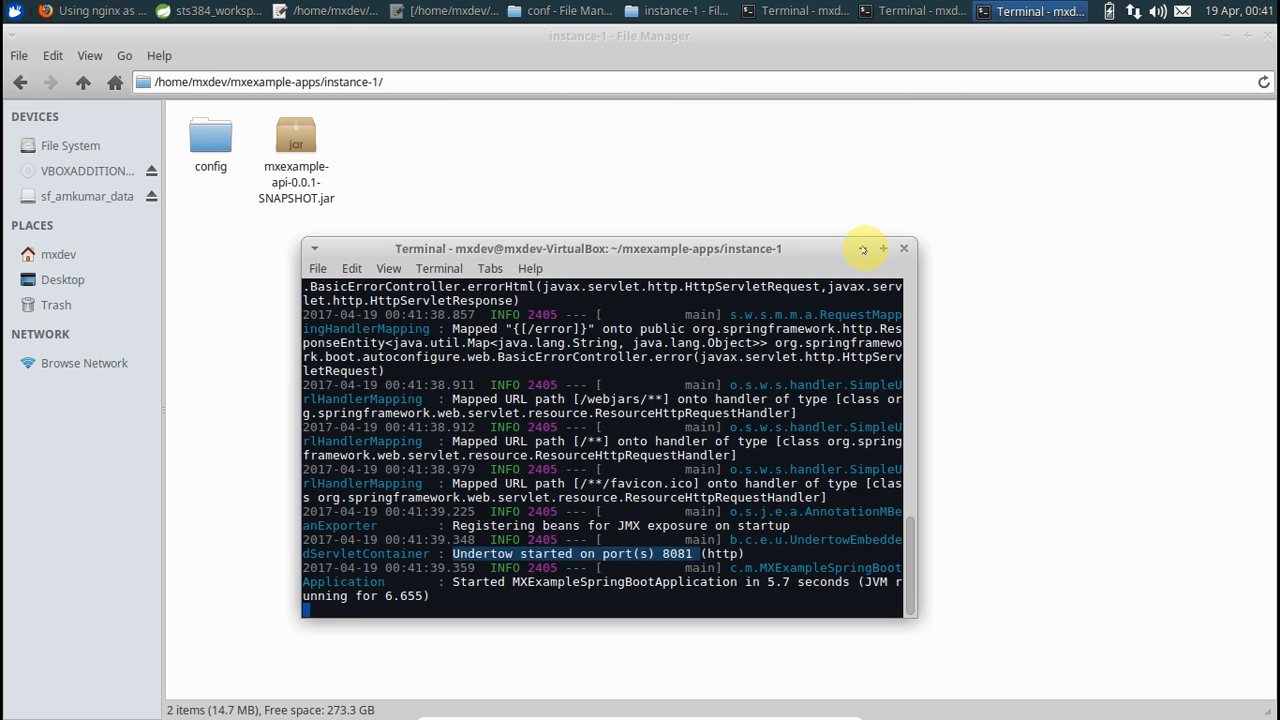 Using nginx as ...
sts384_worksp...
/home/mxdev/...
[/home/mxdev/...
conf - File Mana...
instance-1 - Fil...
Terminal - mxd...
Terminal - mxd...
Terminal - mxd...
19 Apr, 00:41
instance-1 - File Manager
File Edit View Go Help
/home/mxdev/mxexample-apps/instance-1/
DEVICES
File System
VBOXADDITION...
sf_amkumar_data
PLACES
mxdev
Desktop
Trash
NETWORK
Browse Network
config
jar
mxexample-
api-0.0.1-
SNAPSHOT.jar
Terminal - mxdev@mxdev-VirtualBox: ~/mxexample-apps/instance-1
File Edit View Terminal Tabs Help
.BasicErrorController.errorHtml(javax.servlet.http.HttpServletRequest,javax.serv
let.http.HttpServletResponse)
2017-04-19 00:41:38.857  INFO 2405 --- [           main] s.w.s.m.m.a.RequestMapp
ingHandlerMapping : Mapped "{[/error]}" onto public org.springframework.http.Res
ponseEntity<java.util.Map<java.lang.String, java.lang.Object>> org.springframewo
rk.boot.autoconfigure.web.BasicErrorController.error(javax.servlet.http.HttpServ
letRequest)
2017-04-19 00:41:38.911  INFO 2405 --- [           main] o.s.w.s.handler.SimpleU
rlHandlerMapping  : Mapped URL path [/webjars/**] onto handler of type [class or
g.springframework.web.servlet.resource.ResourceHttpRequestHandler]
2017-04-19 00:41:38.912  INFO 2405 --- [           main] o.s.w.s.handler.SimpleU
rlHandlerMapping  : Mapped URL path [/**] onto handler of type [class org.spring
framework.web.servlet.resource.ResourceHttpRequestHandler]
2017-04-19 00:41:38.979  INFO 2405 --- [           main] o.s.w.s.handler.SimpleU
rlHandlerMapping  : Mapped URL path [/**/favicon.ico] onto handler of type [clas
s org.springframework.web.servlet.resource.ResourceHttpRequestHandler]
2017-04-19 00:41:39.225  INFO 2405 --- [           main] o.s.j.e.a.AnnotationMBe
anExporter        : Registering beans for JMX exposure on startup
2017-04-19 00:41:39.348  INFO 2405 --- [           main] b.c.e.u.UndertowEmbedde
dServletContainer : Undertow started on port(s) 8081 (http)
2017-04-19 00:41:39.359  INFO 2405 --- [           main] c.m.MXExampleSpringBoot
Application       : Started MXExampleSpringBootApplication in 5.7 seconds (JVM r
unning for 6.655)
2 items (14.7 MB), Free space: 273.3 GB